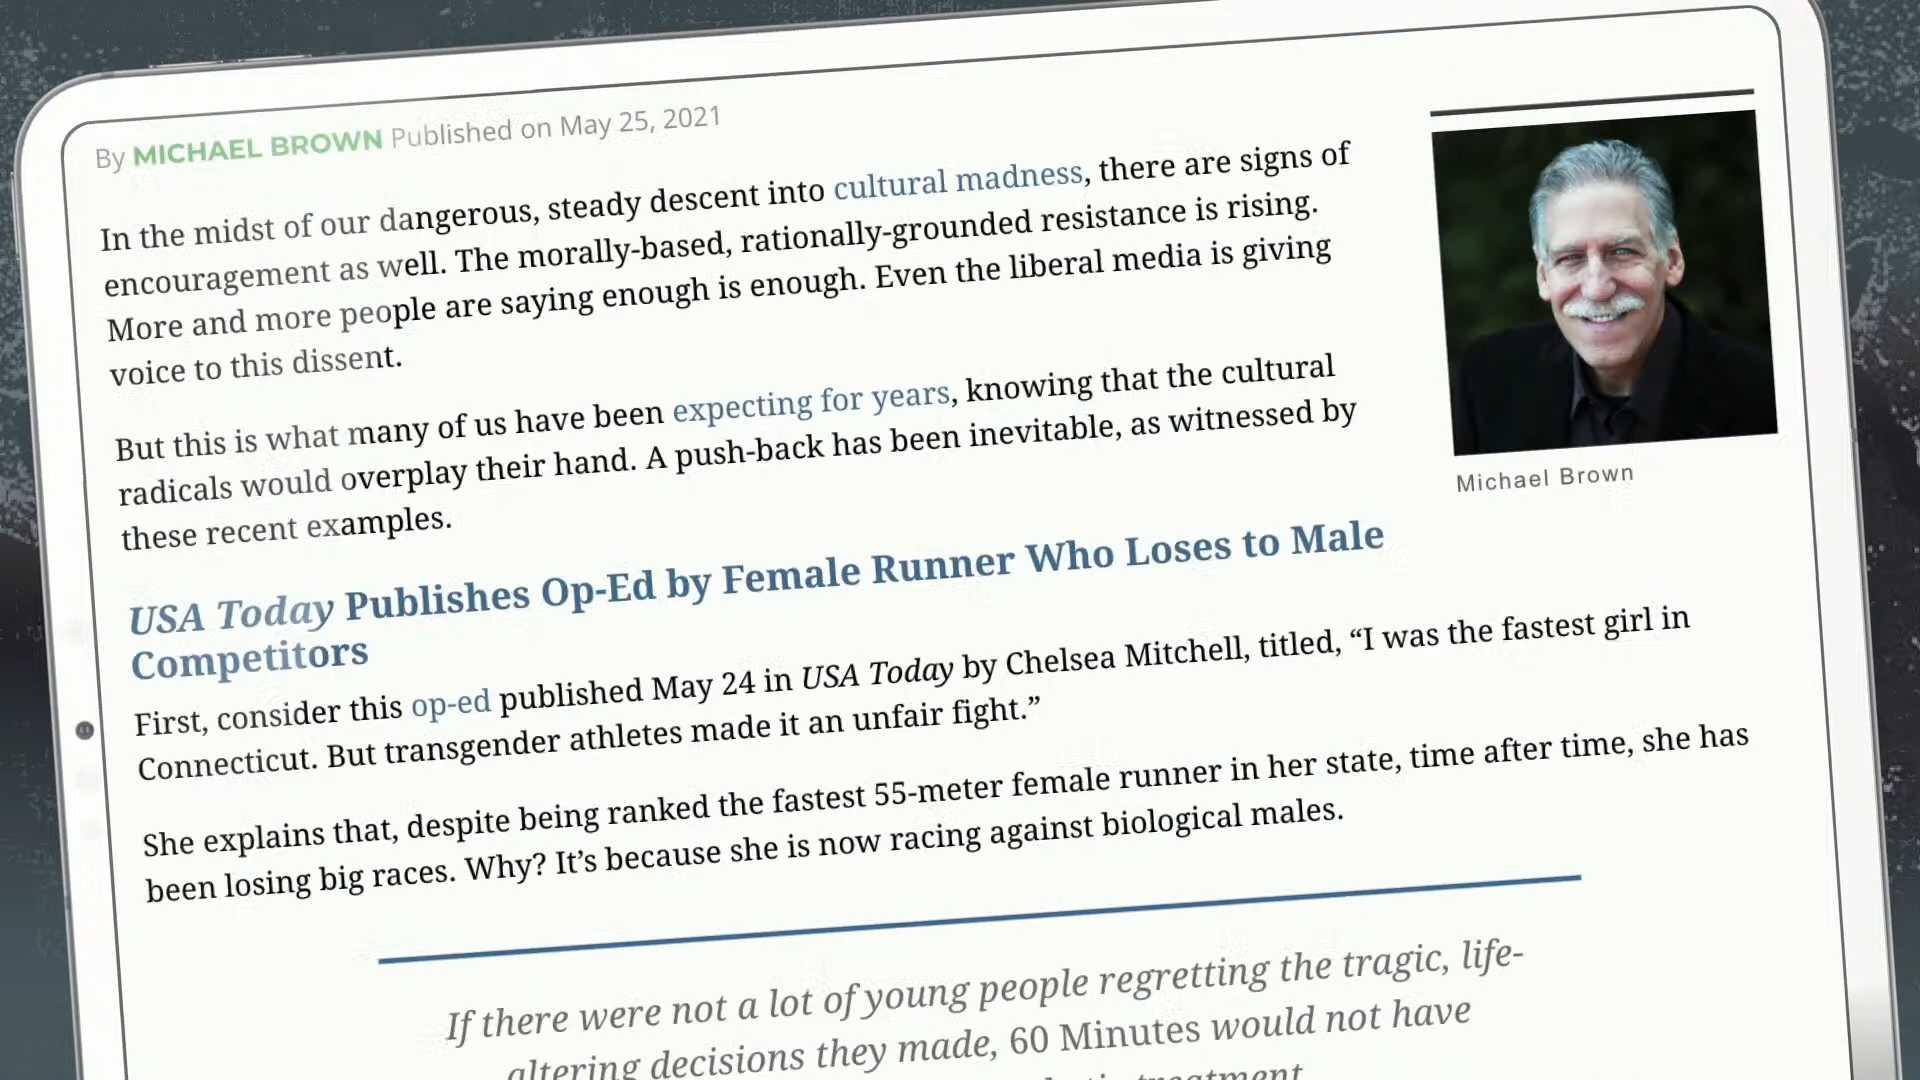 By MICHAEL BROWN Published on May 25, 2021
In the midst of our dangerous, steady descent into cultural madness, there are signs of
encouragement as well. The morally-based, rationally-grounded resistance is rising.
More and more people are saying enough is enough. Even the liberal media is giving
voice to this dissent.
But this is what many of us have been expecting for years, knowing that the cultural
radicals would overplay their hand. A push-back has been inevitable, as witnessed by
these recent examples.
Michael Brown
USA Today Publishes Op-Ed by Female Runner Who Loses to Male
Competitors
First, consider this op-ed published May 24 in USA Today by Chelsea Mitchell, titled, “I was the fastest girl in
Connecticut. But transgender athletes made it an unfair fight.”
She explains that, despite being ranked the fastest 55-meter female runner in her state, time after time, she has
been losing big races. Why? It’s because she is now racing against biological males.
If there were not a lot of young people regretting the tragic, life-
altering decisions they made, 60 Minutes would not have
treatment